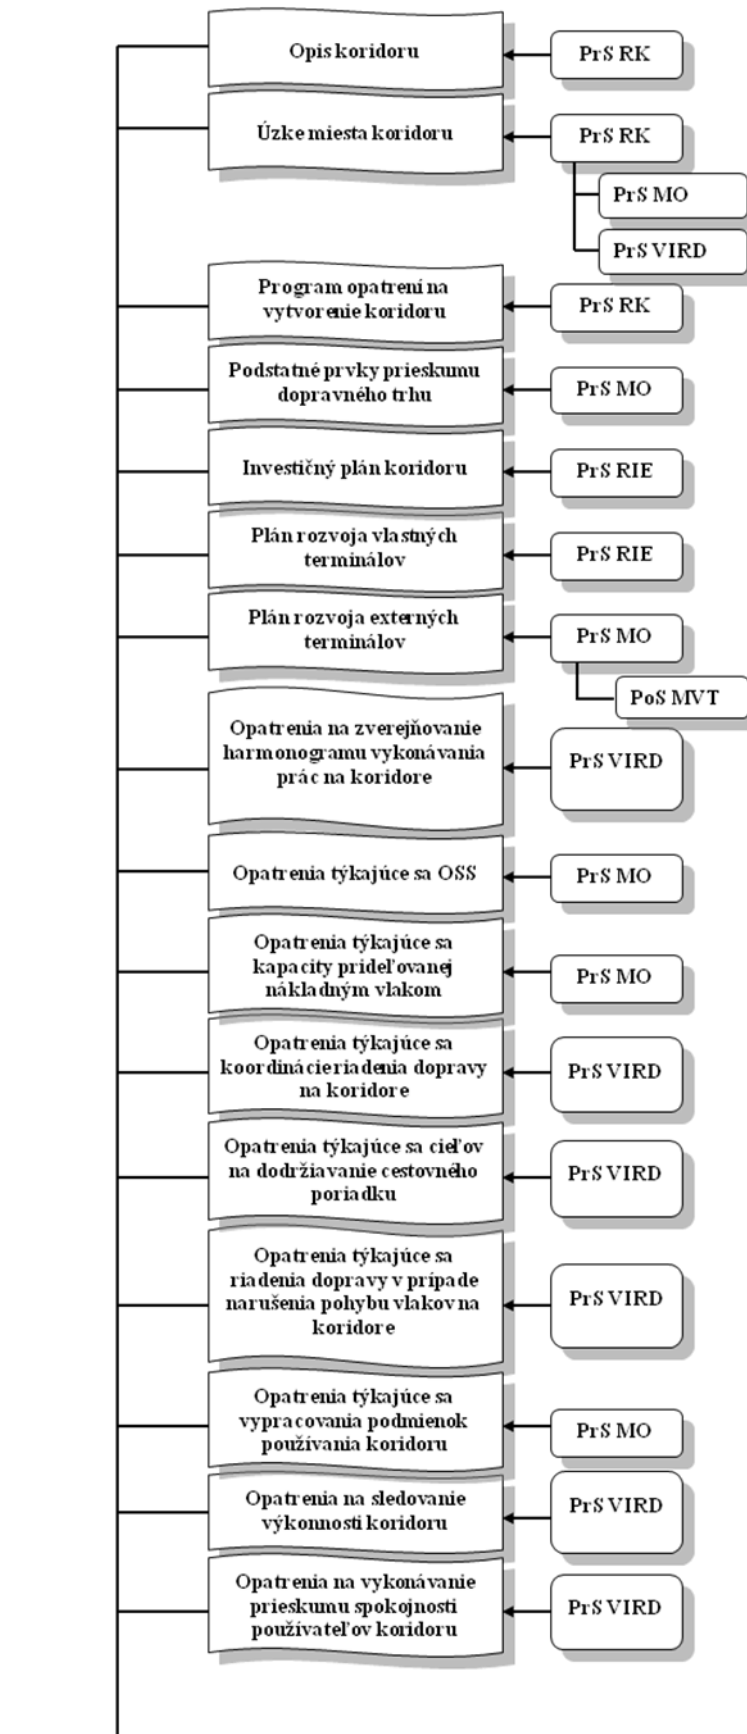 Opis koridoru
PrS RK
Úzke miesta koridoru
PrS RK
PrS MO
PrS VIRD
Program opatrení na
vytvorenie koridoru
PrS RK
Podstatné prvky prieskumu
dopravného trhu
PrS MO
Investičný plán koridoru
PrS RIE
Plán rozvoja vlastných
terminálov
PrS RIE
Plán rozvoja externých
terminálov
PrS MO
PoS MVT
Opatrenia na zverejňovanie
harmonogramu vykonávania
prác na koridore
PrS VIRD
Opatrenia týkajúce sa OSS
PrS MO
Opatrenia týkajúce sa
kapacity prideľovanej
nákladným vlakom
PrS MO
Opatrenia týkajúce sa
koordinácie riadenia dopravy
na koridore
PrS VIRD
Opatrenia týkajúce sa cieľov
na dodržiavanie cestovného
poriadku
PrS VIRD
Opatrenia týkajúce sa
riadenia dopravy v prípade
narušenia pohybu vlakov na
koridore
PrS VIRD
Opatrenia týkajúce sa
vypracovania podmienok
používania koridoru
PrS MO
Opatrenia na sledovanie
výkonnosti koridoru
PrS VIRD
Opatrenia na vykonávanie
prieskumu spokojnosti
používateľov koridoru
PrS VIRD